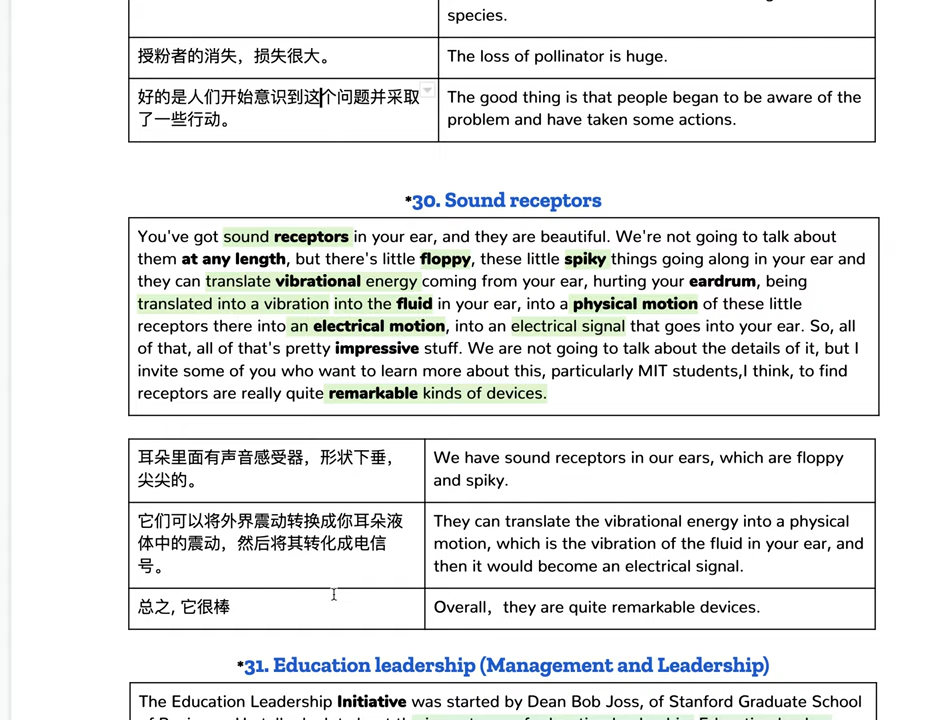 species.
授粉者的消失，损失很大。
The loss of pollinator is huge.
好的是人们开始意识到这个问题并采取
了一些行动。
The good thing is that people began to be aware of the
problem and have taken some actions.
*30. Sound receptors
You've got sound receptors in your ear, and they are beautiful. We're not going to talk about
them at any length, but there's little floppy, these little spiky things going along in your ear and
they can translate vibrational energy coming from your ear, hurting your eardrum, being
translated into a vibration into the fluid in your ear, into a physical motion of these little
receptors there into an electrical motion, into an electrical signal that goes into your ear. So, all
of that, all of that's pretty impressive stuff. We are not going to talk about the details of it, but I
invite some of you who want to learn more about this, particularly MIT students,I think, to find
receptors are really quite remarkable kinds of devices.
耳朵里面有声音感受器，形状下垂，
尖尖的。
We have sound receptors in our ears, which are floppy
and spiky.
它们可以将外界震动转换成你耳朵液
体中的震动，然后将其转化成电信
号。
They can translate the vibrational energy into a physical
motion, which is the vibration of the fluid in your ear, and
then it would become an electrical signal.
总之, 它很棒
Overall，they are quite remarkable devices.
*31. Education leadership (Management and Leadership)
The Education Leadership Initiative was started by Dean Bob Joss, of Stanford Graduate School